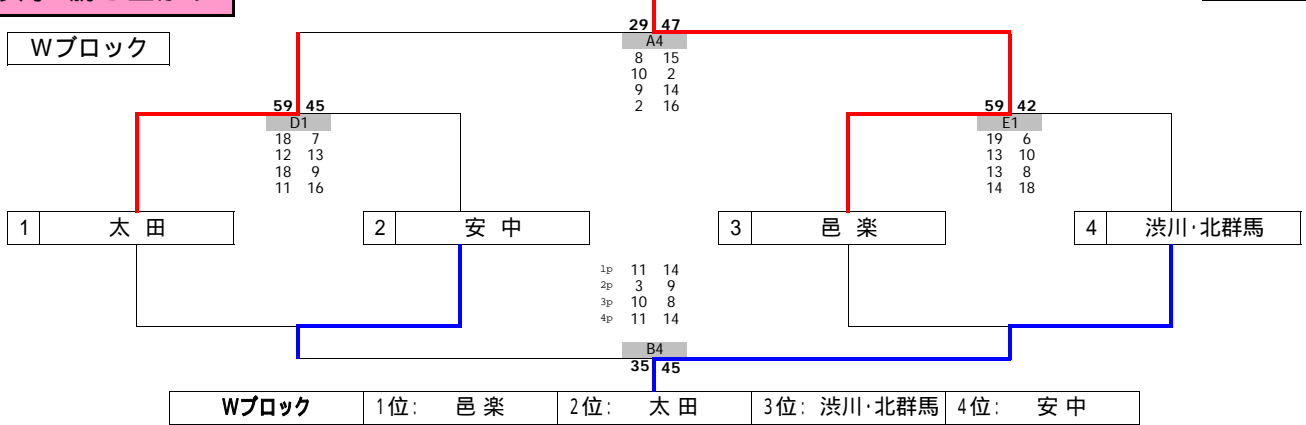 29 47
Wブロック
A4
8 15
10 2
9 14
2 16
59 45
59 42
D1
E1
18 7
19 6
12 13
13 10
18 9
13 8
11 16
14 18
1 太田
2 安中
3 邑楽
4 渋川・北群馬
1p 11 14
2p 3 9
3p 10 8
4p 11 14
B4
35 45
Wブロック 1位: 邑楽 2位: 太田 3位: 渋川・北群馬 4位: 安中